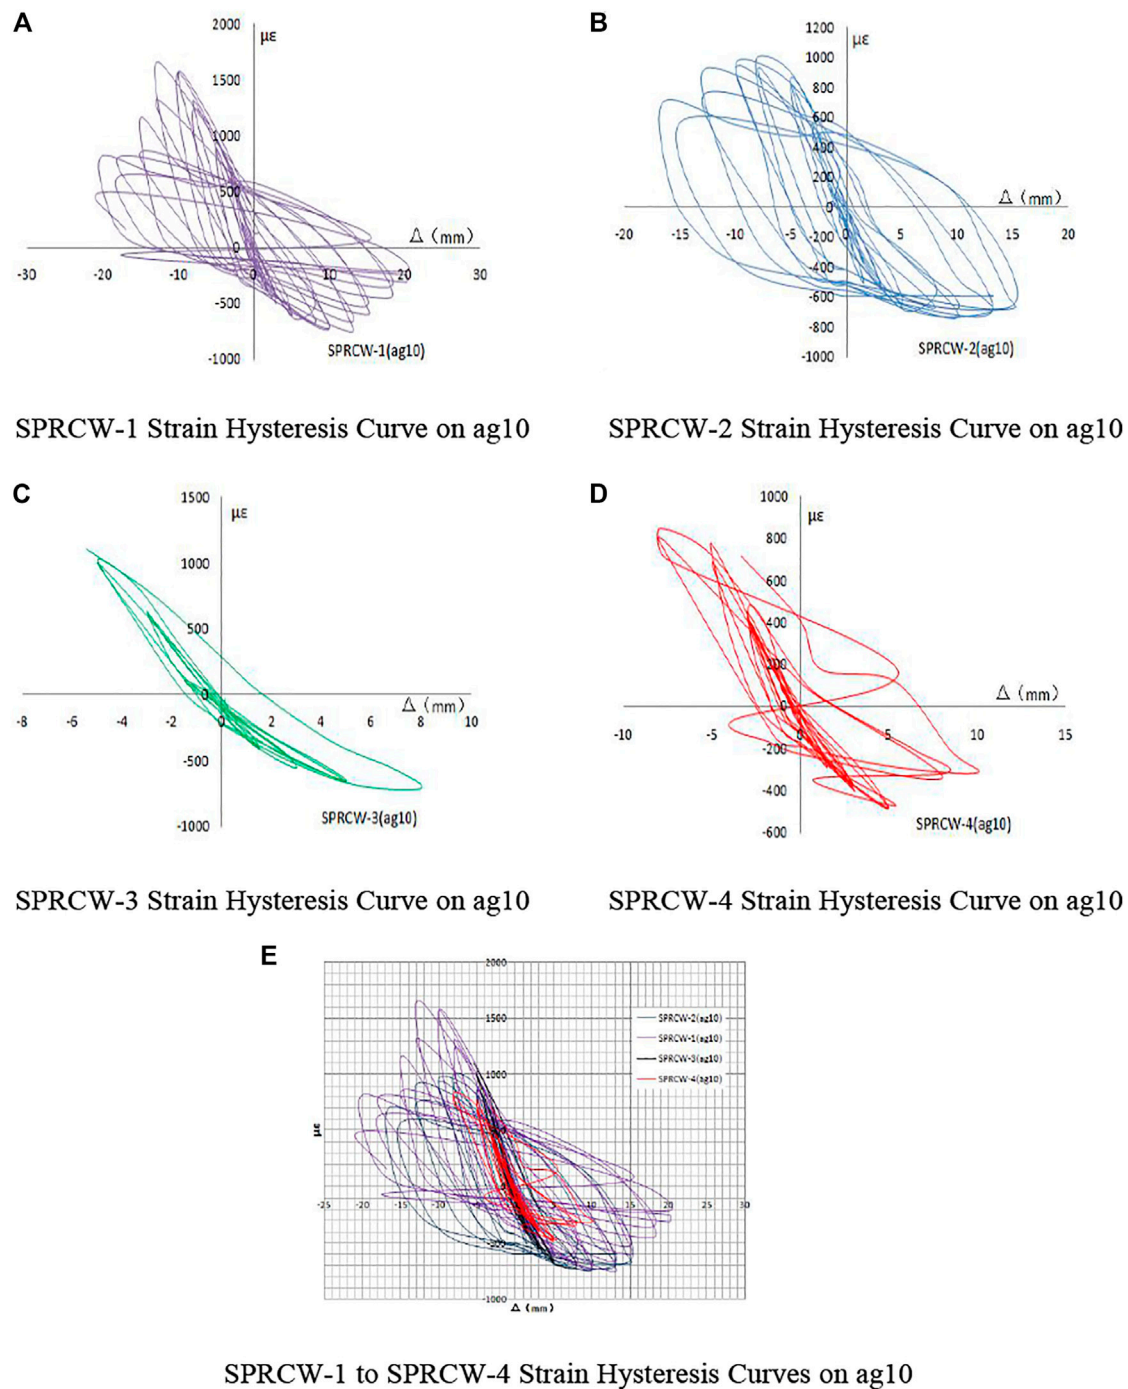 A
2000
με
1500
1000
500
0
Δ (mm)
-30 -20 -10 0 10 20 30
-500
-1000
SPRCW-1(ag10)
SPRCW-1 Strain Hysteresis Curve on ag10
B
1200
με
1000
800
600
400
200
0
Δ (mm)
-20 -15 -10 -5 0 5 10 15 20
-200
-400
-600
-800
-1000
SPRCW-2(ag10)
SPRCW-2 Strain Hysteresis Curve on ag10
C
1500
με
1000
500
0
Δ (mm)
-8 -6 -4 -2 0 2 4 6 8 10
-500
-1000
SPRCW-3(ag10)
SPRCW-3 Strain Hysteresis Curve on ag10
D
1000
με
800
600
400
200
0
Δ (mm)
-10 -5 0 5 10 15
-200
-400
-600
SPRCW-4(ag10)
SPRCW-4 Strain Hysteresis Curve on ag10
E
2000
1500
1000
500
0
-500
-1000
με
-25 -20 -15 -10 -5 0 5 10 15 20 25 30
Δ (mm)
SPRCW-2(ag10)
SPRCW-1(ag10)
SPRCW-3(ag10)
SPRCW-4(ag10)
SPRCW-1 to SPRCW-4 Strain Hysteresis Curves on ag10